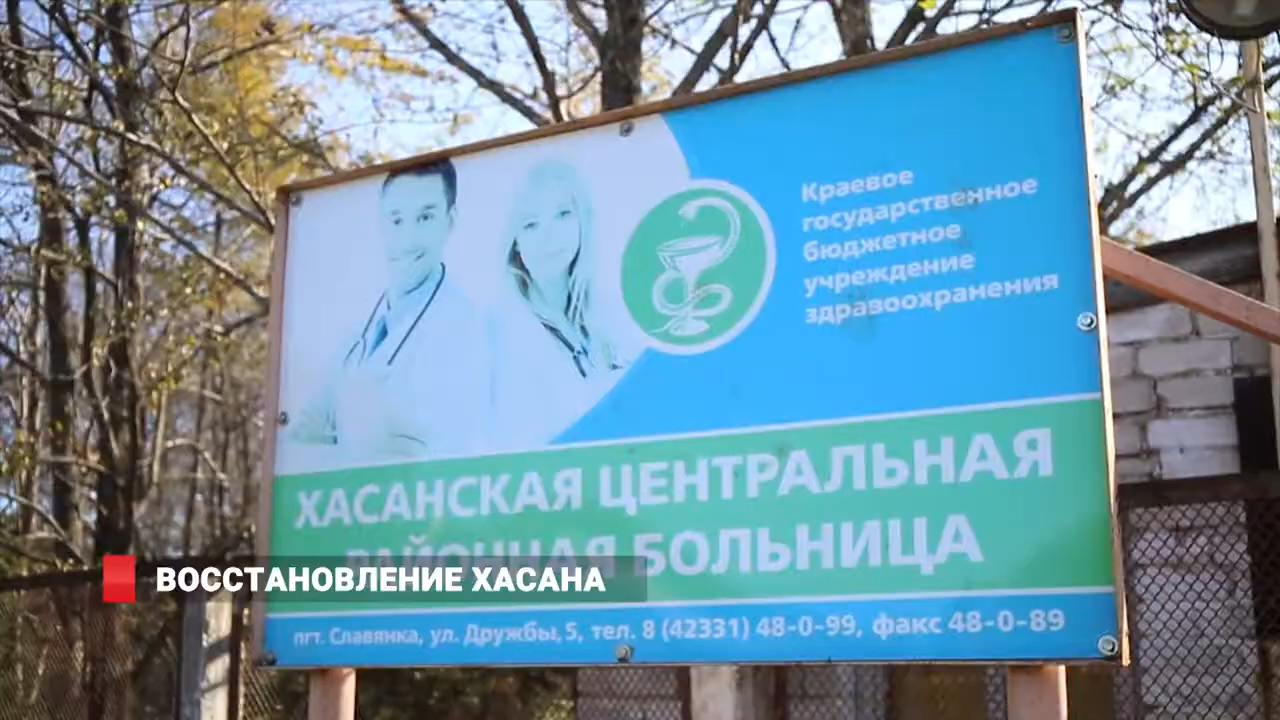 Краевое
государственное
бюджетное
учреждение
здравоохранения
ХАСАНСКАЯ ЦЕНТРАЛЬНАЯ
РАЙОННАЯ БОЛЬНИЦА
ВОССТАНОВЛЕНИЕ ХАСАНА
пгт. Славянка, ул. Дружбы, 5, тел. 8 (42331) 48-0-99, факс 48-0-89